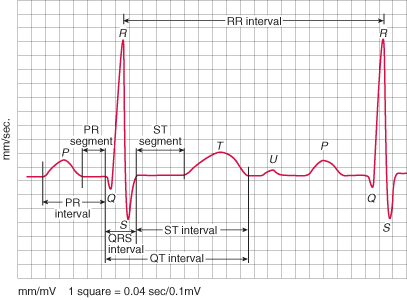 R
RR interval
R
PR
segment
ST
segment
mm/sec.
P
T
U
P
Q
Q
PR
interval
S
QRS
interval
ST interval
S
QT interval
mm/mV 1 square = 0.04 sec/0.1mV